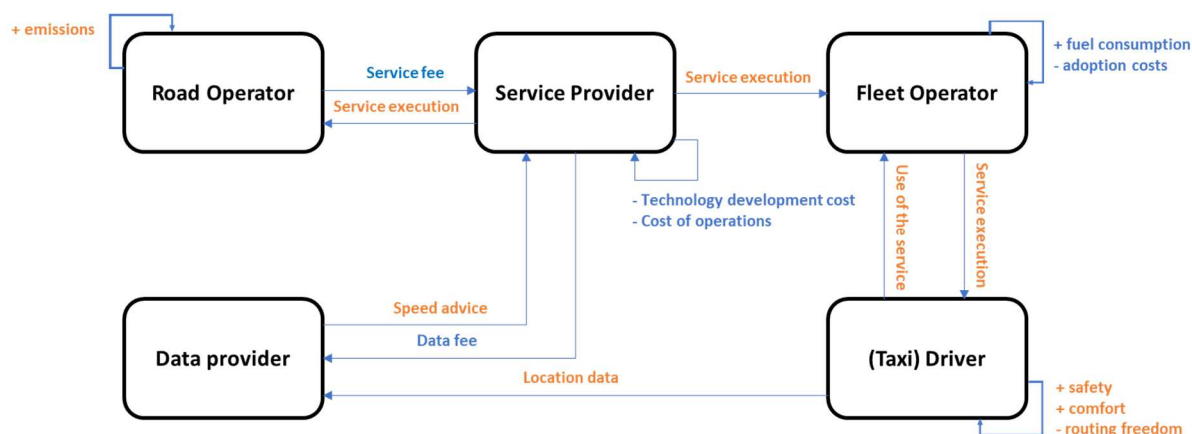 + emissions
Road Operator
Service fee
Service execution
Service Provider
Service execution
Fleet Operator
+ fuel consumption
- adoption costs
- Technology development cost
- Cost of operations
Use of the service
Service execution
Data provider
Speed advice
Data fee
Location data
(Taxi) Driver
+ safety
+ comfort
- routing freedom